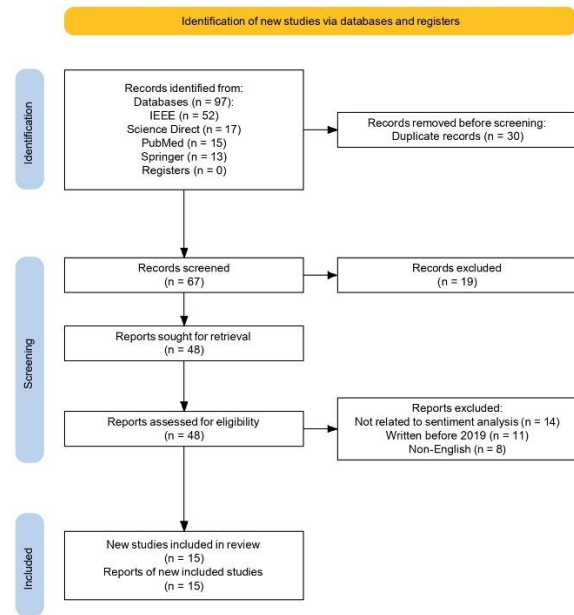 Identification of new studies via databases and registers
Identification
Records identified from:
Databases (n = 97):
IEEE (n = 52)
Science Direct (n = 17)
PubMed (n = 15)
Springer (n = 13)
Registers (n = 0)
Records removed before screening:
Duplicate records (n = 30)
Screening
Records screened
(n = 67)
Records excluded
(n = 19)
Reports sought for retrieval
(n = 48)
Reports assessed for eligibility
(n = 48)
Reports excluded:
Not related to sentiment analysis (n = 14)
Written before 2019 (n = 11)
Non-English (n = 8)
Included
New studies included in review
(n = 15)
Reports of new included studies
(n = 15)